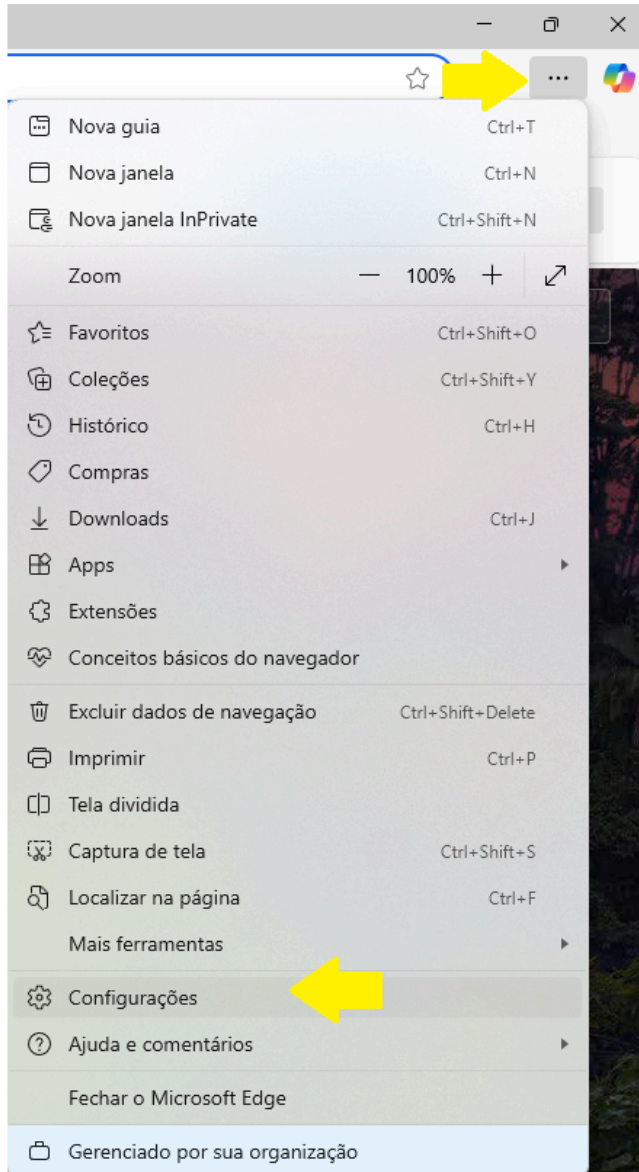 Nova guia Ctrl+T
Nova janela Ctrl+N
Nova janela InPrivate Ctrl+Shift+N
Zoom 100%
Favoritos Ctrl+Shift+O
Coleções Ctrl+Shift+Y
Histórico Ctrl+H
Compras
Downloads Ctrl+J
Apps
Extensões
Conceitos básicos do navegador
Excluir dados de navegação Ctrl+Shift+Delete
Imprimir Ctrl+P
Tela dividida
Captura de tela Ctrl+Shift+S
Localizar na página Ctrl+F
Mais ferramentas
Configurações
Ajuda e comentários
Fechar o Microsoft Edge
Gerenciado por sua organização